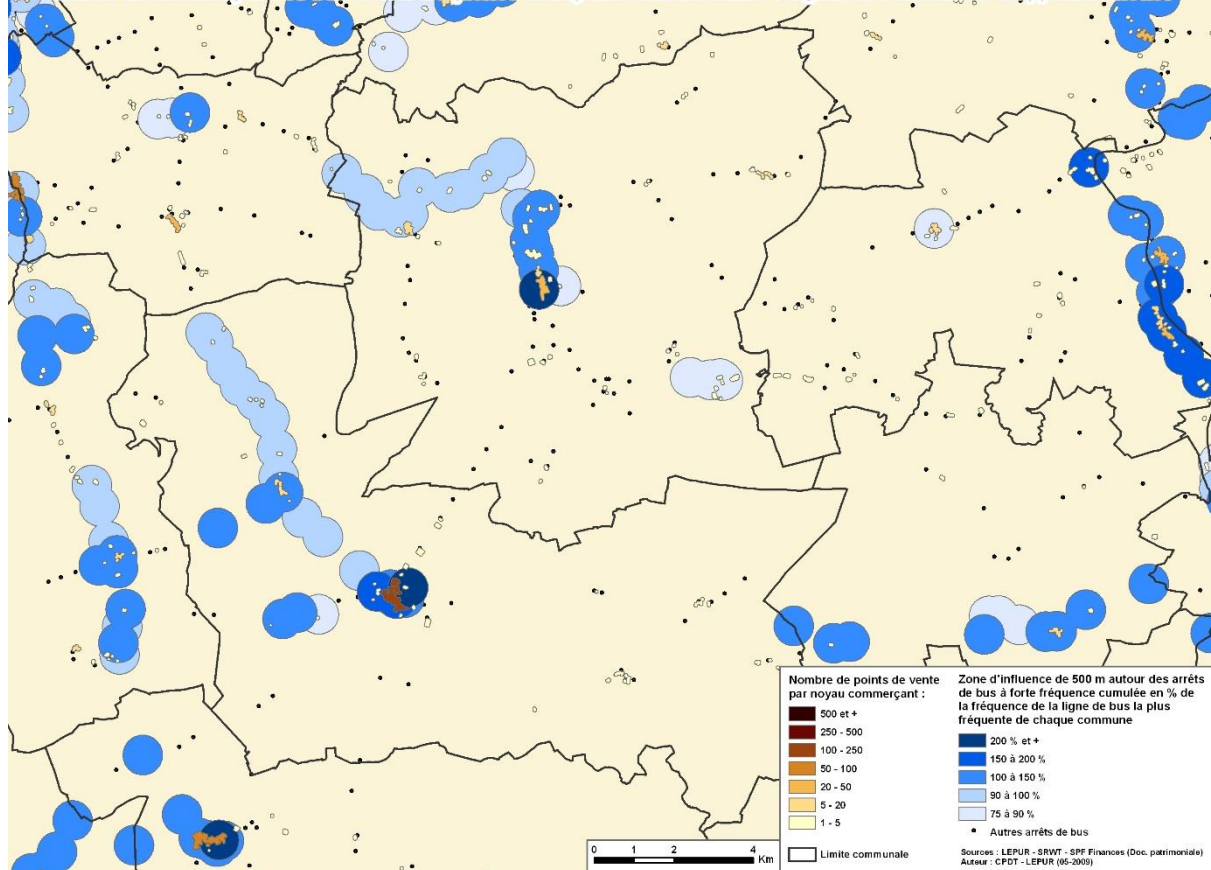 Nombre de points de vente
par noyau commerçant :
500 et +
250 - 500
100 - 250
50 - 100
20 - 50
5 - 20
1 - 5
Limite communale
Zone d'influence de 500 m autour des arrêts
de bus à forte fréquence cumulée en % de
la fréquence de la ligne de bus la plus
fréquente de chaque commune
200 % et +
150 à 200 %
100 à 150 %
90 à 100 %
75 à 90 %
Autres arrêts de bus
Sources : LEPUR - SRWT - SPF Finances (Doc. patrimoniale)
Auteur : CPDT - LEPUR (05-2009)
0 1 2 4
Km